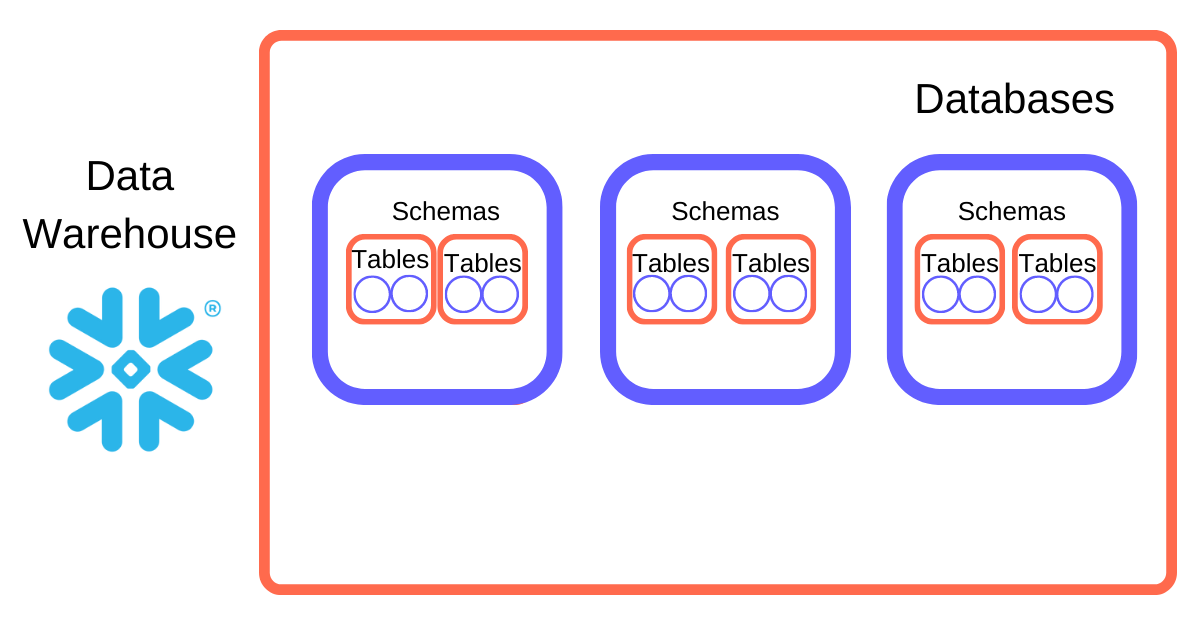 Databases
Data
Warehouse
®
Schemas
Tables
Tables
Schemas
Tables
Tables
Schemas
Tables
Tables